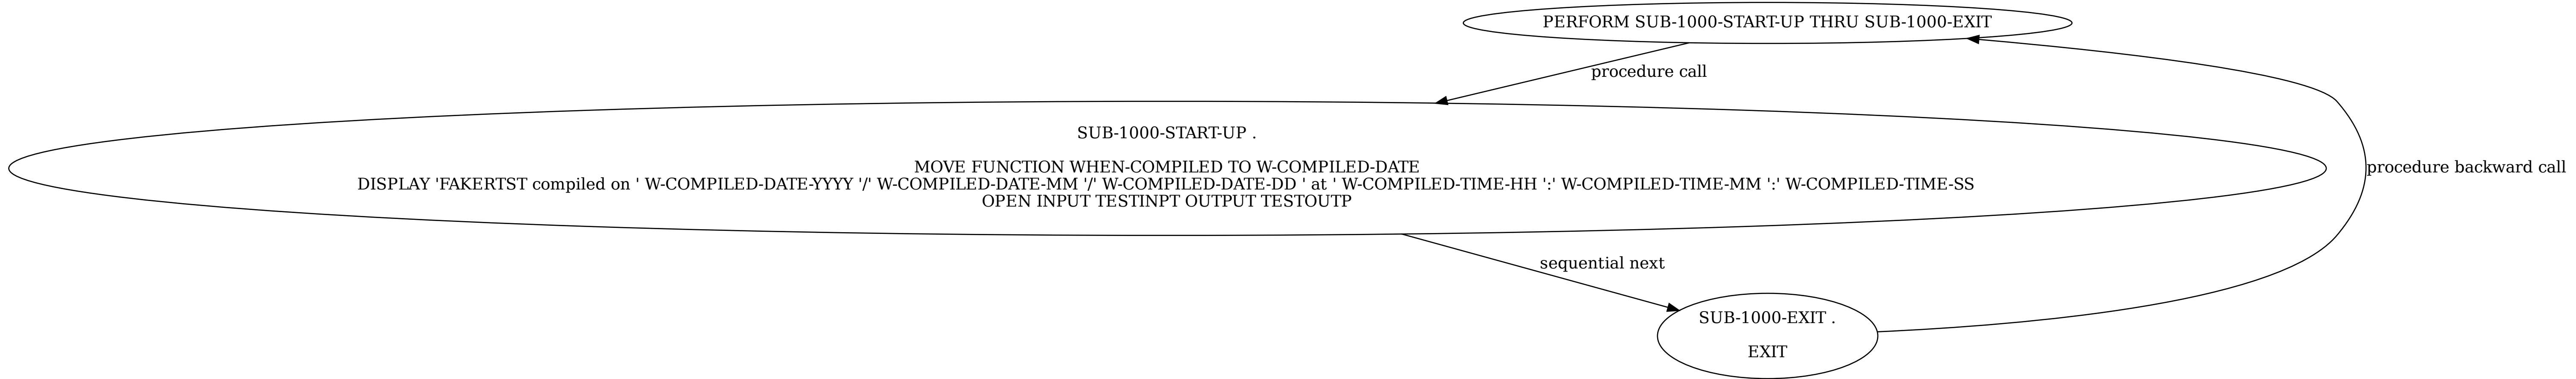 PERFORM SUB-1000-START-UP THRU SUB-1000-EXIT
procedure call
SUB-1000-START-UP .
MOVE FUNCTION WHEN-COMPILED TO W-COMPILED-DATE
DISPLAY 'FAKERTST compiled on ' W-COMPILED-DATE-YYYY '/' W-COMPILED-DATE-MM '/' W-COMPILED-DATE-DD ' at ' W-COMPILED-TIME-HH ':' W-COMPILED-TIME-MM ':' W-COMPILED-TIME-SS
OPEN INPUT TESTINPT OUTPUT TESTOUTP
procedure backward call
sequential next
SUB-1000-EXIT .
EXIT